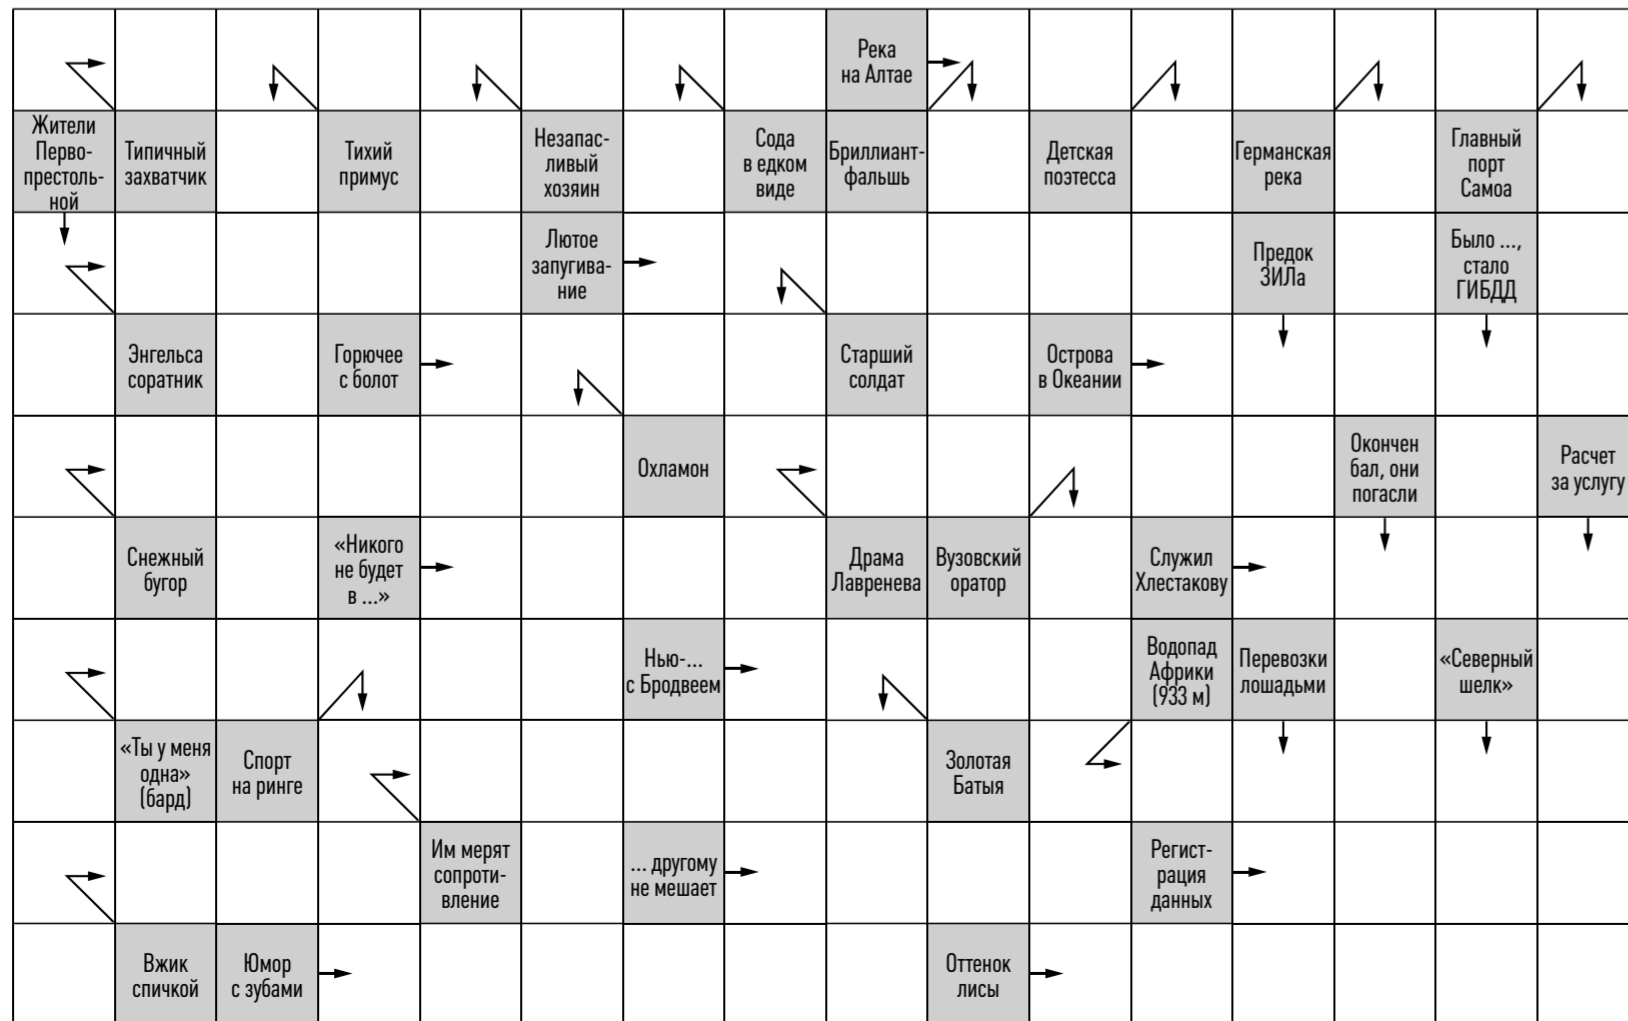 Река
на Алтае
Жители
Перво-
престоль-
ной
Типичный
захватчик
Тихий
примус
Незапас-
ливый
хозяин
Сода
в едком
виде
Бриллиант-
фальшь
Детская
поэтесса
Германская
река
Главный
порт
Самоа
Лютое
запугива-
ние
Предок
ЗИЛа
Было ...,
стало
ГИБДД
Энгельса
соратник
Горючее
с болот
Старший
солдат
Острова
в Океании
Охламон
Окончен
бал, они
погасли
Расчет
за услугу
Снежный
бугор
«Никого
не будет
в ...»
Драма
Лавренева
Вузовский
оратор
Служил
Хлестакову
Нью-...
с Бродвеем
Водопад
Африки
(933 м)
Перевозки
лошадьми
«Северный
шелк»
«Ты у меня
одна»
(бард)
Спорт
на ринге
Золотая
Батыя
Им мерят
сопроти-
вление
... другому
не мешает
Регист-
рация
данных
Вжик
спичкой
Юмор
с зубами
Оттенок
лисы